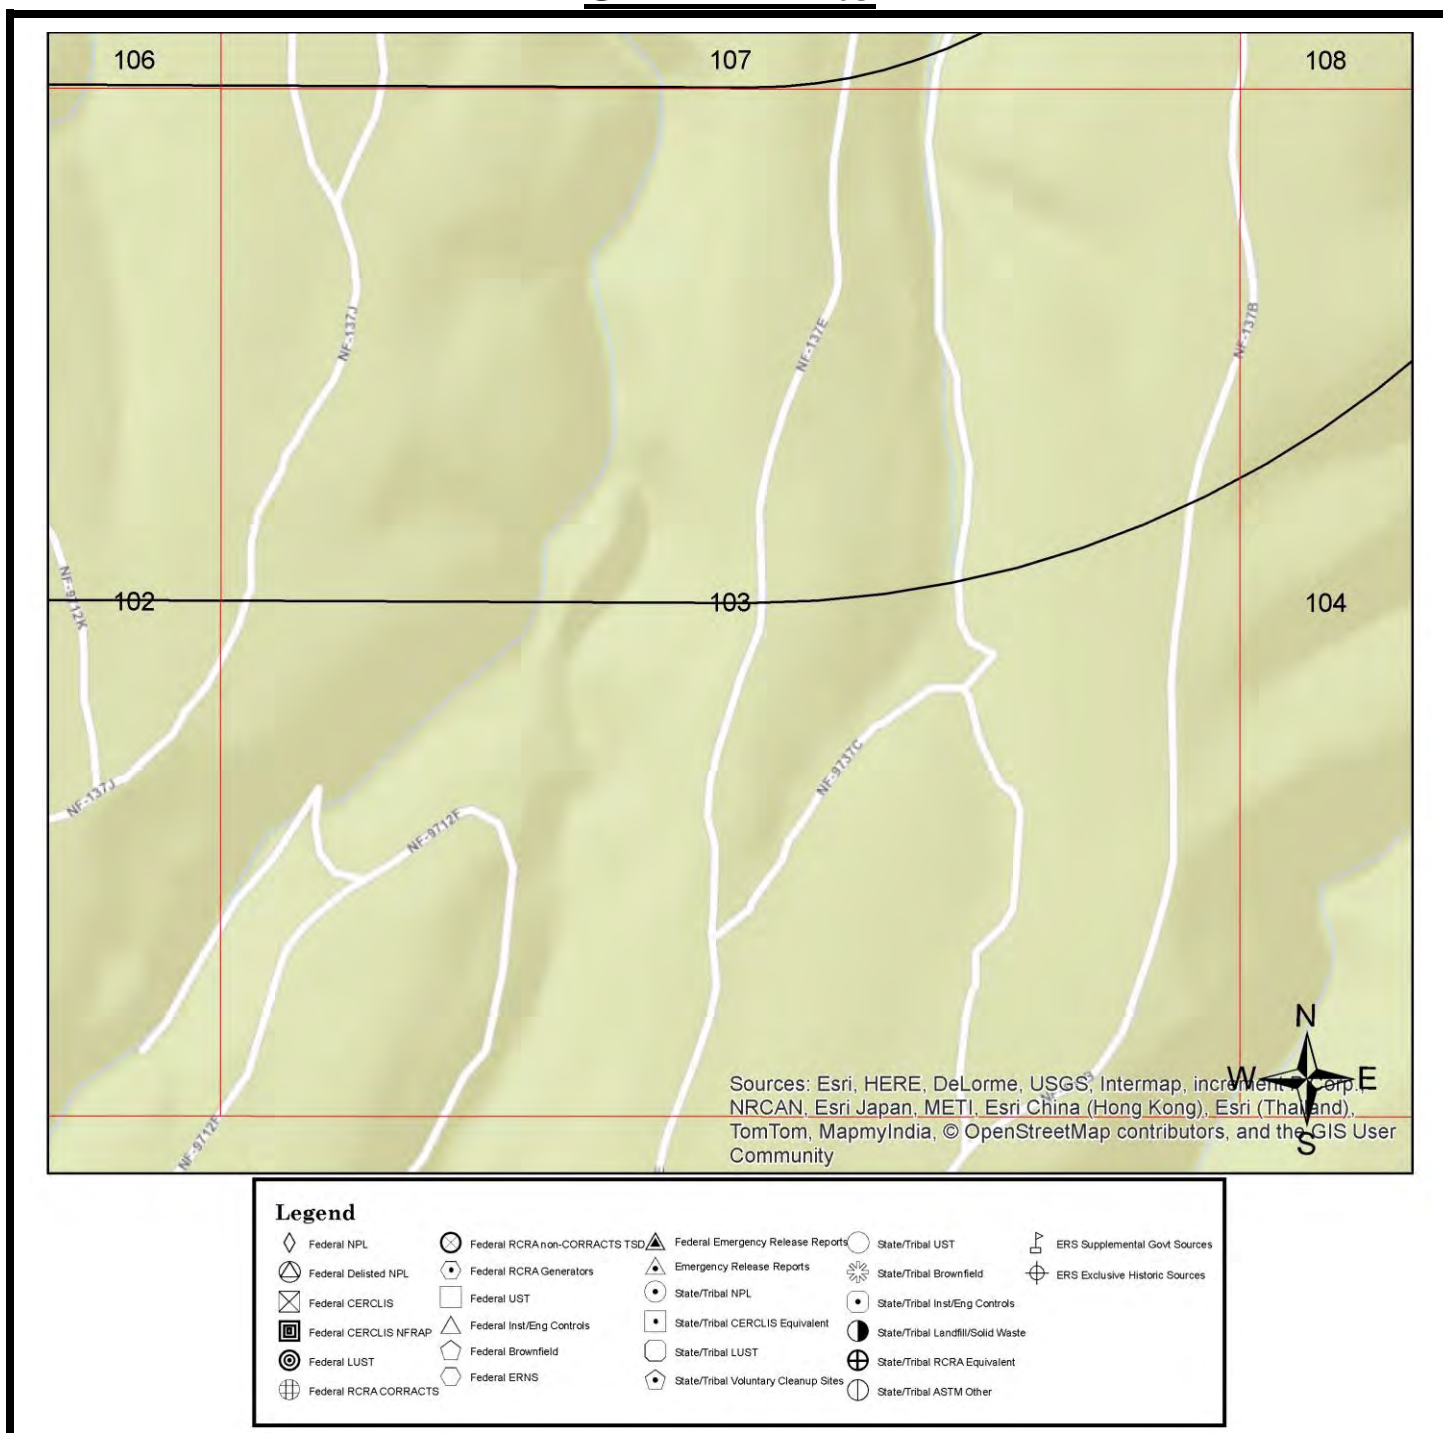 106
107
108
NF-137J
NF-137E
NF-137B
NF-9712K
102
103
104
NF-9737C
NF-137J
NF-9712F
NF-9712F
N
W
E
S
Sources: Esri, HERE, DeLorme, USGS, Intermap, increment P Corp.,
NRCAN, Esri Japan, METI, Esri China (Hong Kong), Esri (Thailand),
TomTom, MapmyIndia, © OpenStreetMap contributors, and the GIS User
Community
Legend
Federal NPL
Federal Delisted NPL
Federal CERCLIS
Federal CERCLIS NFRAP
Federal LUST
Federal RCRA CORRACTS
Federal RCRA non-CORRACTS TSD
Federal RCRA Generators
Federal UST
Federal Inst/Eng Controls
Federal Brownfield
Federal ERNS
Federal Emergency Release Reports
Emergency Release Reports
State/Tribal NPL
State/Tribal CERCLIS Equivalent
State/Tribal LUST
State/Tribal Voluntary Cleanup Sites
State/Tribal UST
State/Tribal Brownfield
State/Tribal Inst/Eng Controls
State/Tribal Landfill/Solid Waste
State/Tribal RCRA Equivalent
State/Tribal ASTM Other
ERS Supplemental Govt Sources
ERS Exclusive Historic Sources